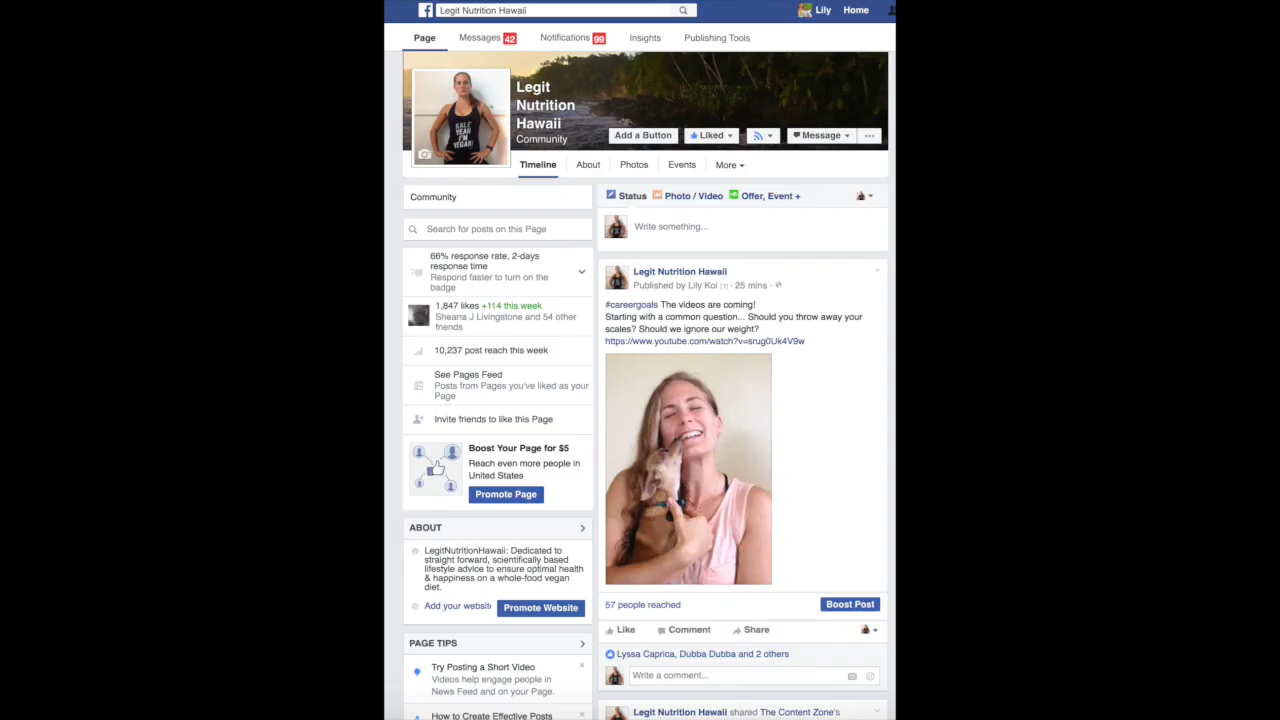 Legit Nutrition Hawaii
Lily
Home
Page
Messages 42
Notifications 99
Insights
Publishing Tools
KALE
YEAH
I'M
VEGAN!
Legit
Nutrition
Hawaii
Community
Add a Button
Liked
Message
Timeline
About
Photos
Events
More
Community
Search for posts on this Page
66% response rate, 2-days
response time
Respond faster to turn on the
badge
1,847 likes +114 this week
Sheana J Livingstone and 54 other
friends
10,237 post reach this week
See Pages Feed
Posts from Pages you've liked as your
Page
Invite friends to like this Page
Boost Your Page for $5
Reach even more people in
United States
Promote Page
ABOUT
LegitNutritionHawaii: Dedicated to
straight forward, scientifically based
lifestyle advice to ensure optimal health
& happiness on a whole-food vegan
diet.
Add your website
Promote Website
PAGE TIPS
Try Posting a Short Video
Videos help engage people in
News Feed and on your Page.
How to Create Effective Posts
Status
Photo / Video
Offer, Event +
Write something...
Legit Nutrition Hawaii
Published by Lily Koi [?] · 25 mins ·
#careergoals The videos are coming!
Starting with a common question... Should you throw away your
scales? Should we ignore our weight?
https://www.youtube.com/watch?v=srug0Uk4V9w
57 people reached
Boost Post
Like
Comment
Share
Lyssa Caprica, Dubba Dubba and 2 others
Write a comment...
Legit Nutrition Hawaii shared The Content Zone's